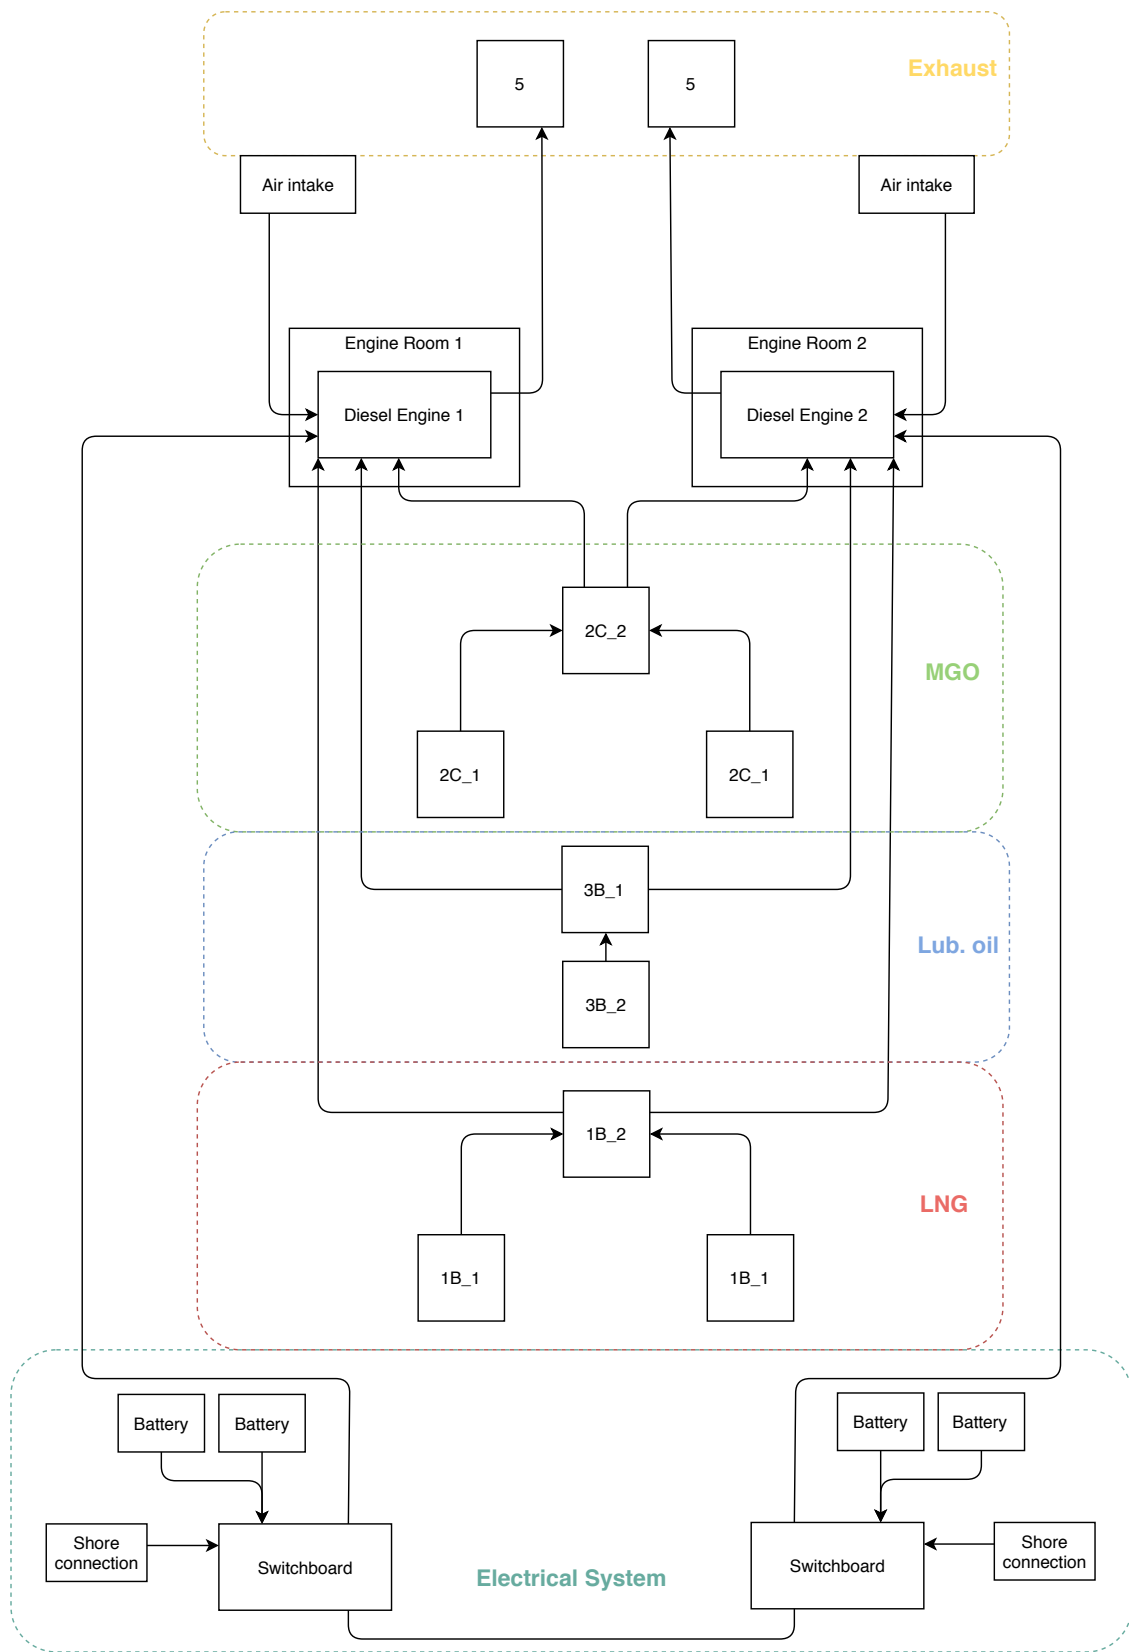 5
5
Exhaust
Air intake
Air intake
Engine Room 1
Engine Room 2
Diesel Engine 1
Diesel Engine 2
2C_2
MGO
2C_1
2C_1
3B_1
Lub. oil
3B_2
1B_2
LNG
1B_1
1B_1
Battery
Battery
Battery
Battery
Shore
connection
Switchboard
Electrical System
Switchboard
Shore
connection